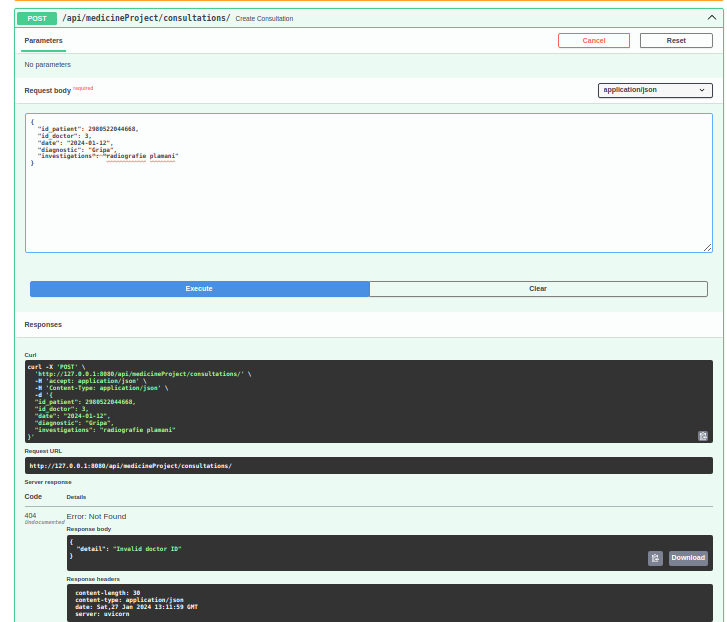 POST /api/medicineProject/consultations/ Create Consultation
Parameters
Cancel
Reset
No parameters
Request body required
application/json
{
"id_patient": 2980522044668,
"id_doctor": 3,
"date": "2024-01-12",
"diagnostic": "Gripa",
"investigations": "radiografie plamani"
}
Execute
Clear
Responses
Curl
curl -X 'POST' \
'http://127.0.0.1:8080/api/medicineProject/consultations/' \
-H 'accept: application/json' \
-H 'Content-Type: application/json' \
-d '{
"id_patient": 2980522044668,
"id_doctor": 3,
"date": "2024-01-12",
"diagnostic": "Gripa",
"investigations": "radiografie plamani"
}'
Request URL
http://127.0.0.1:8080/api/medicineProject/consultations/
Server response
Code Details
404
Undocumented
Error: Not Found
Response body
{
"detail": "Invalid doctor ID"
}
Download
Response headers
content-length: 30
content-type: application/json
date: Sat,27 Jan 2024 13:11:59 GMT
server: uvicorn